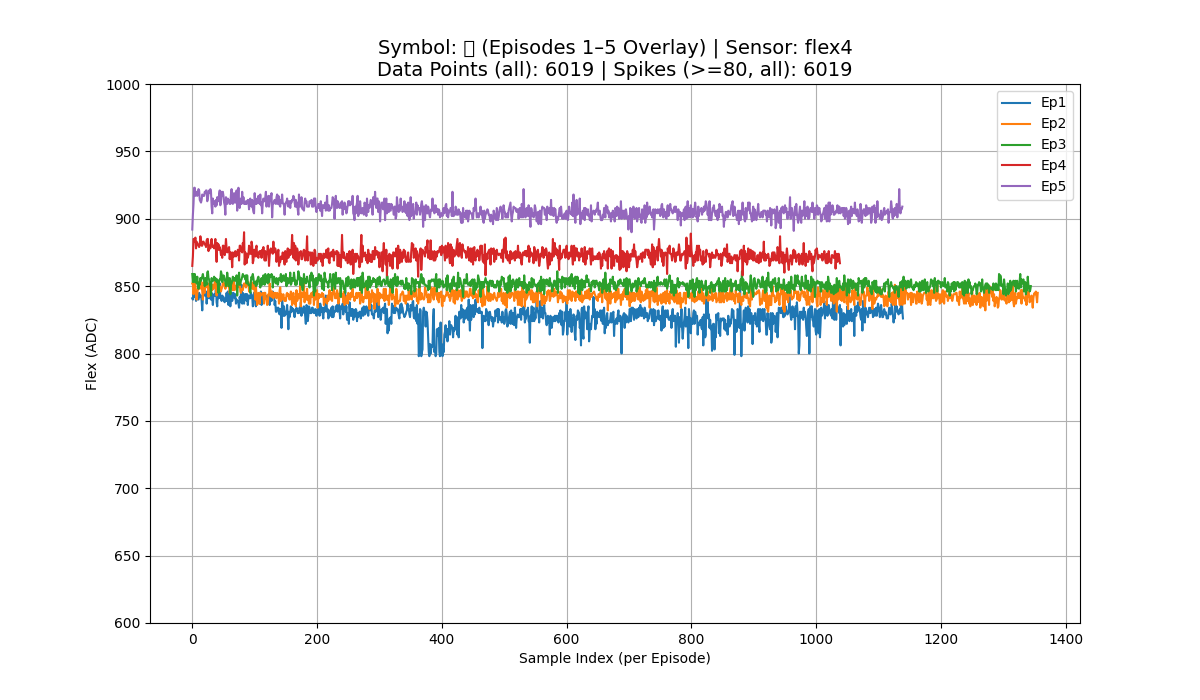 Symbol: ▯ (Episodes 1–5 Overlay) | Sensor: flex4
Data Points (all): 6019 | Spikes (>=80, all): 6019
1000
950
900
850
800
750
700
650
600
Flex (ADC)
0 200 400 600 800 1000 1200 1400
Sample Index (per Episode)
Ep1
Ep2
Ep3
Ep4
Ep5